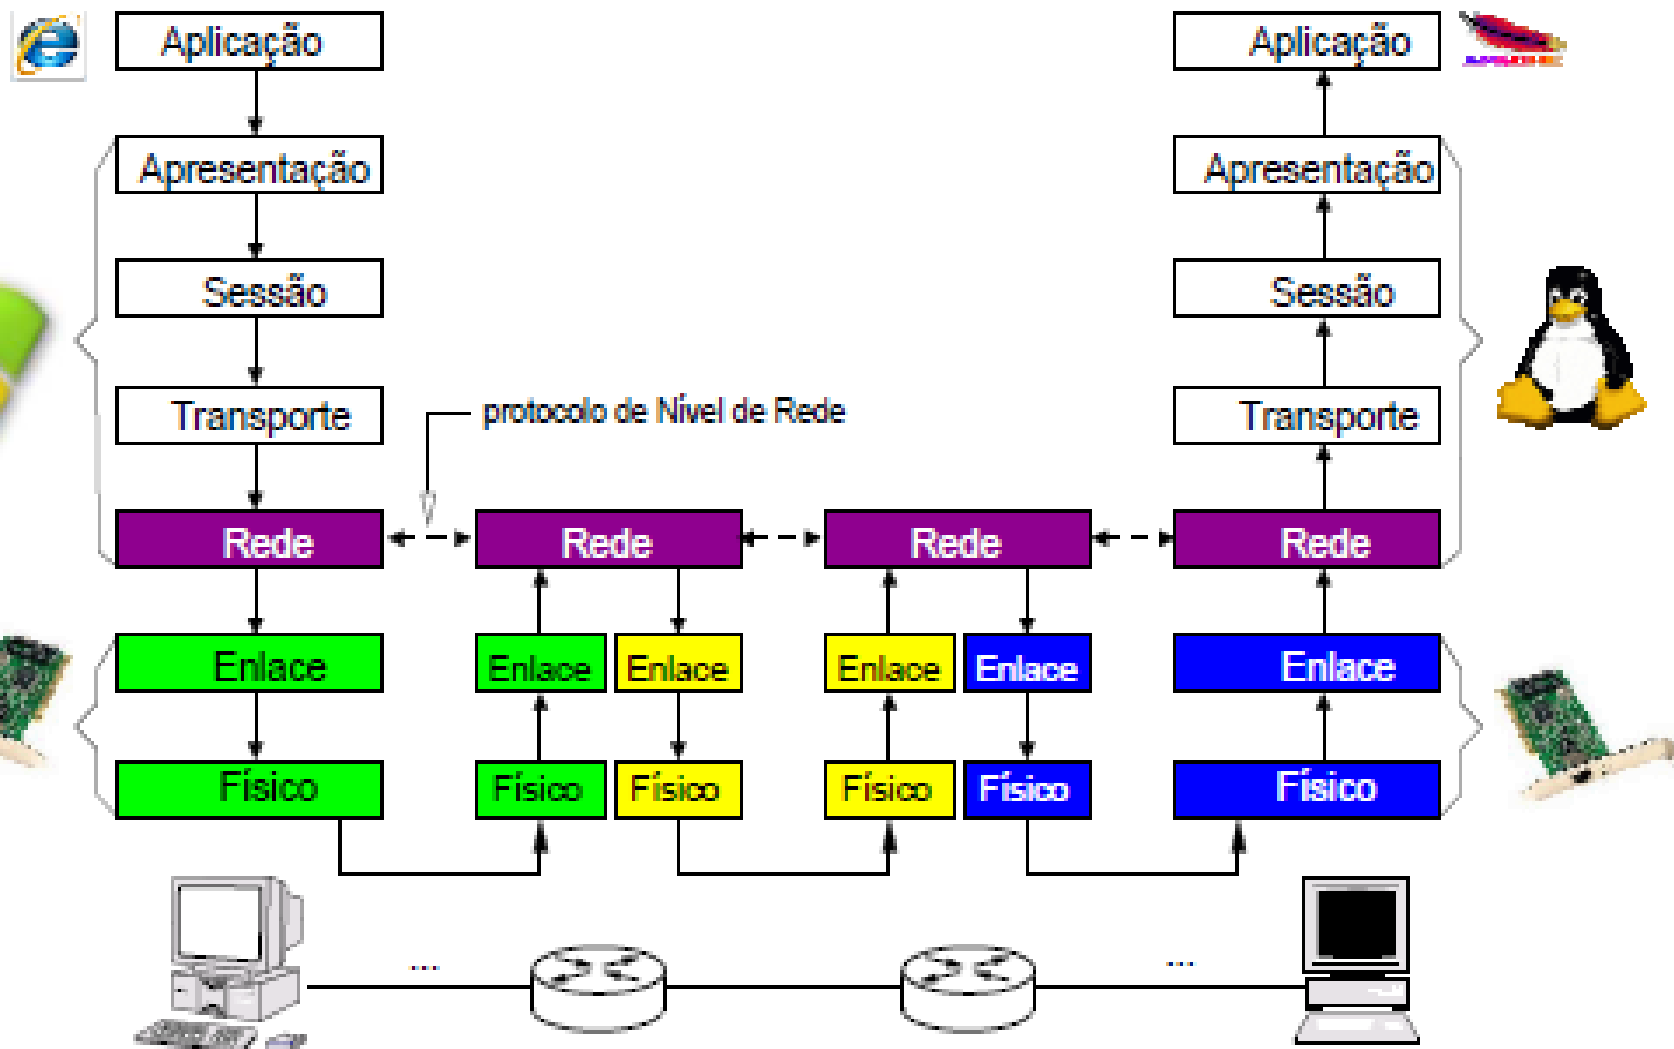 Aplicação
Aplicação
Apresentação
Apresentação
Sessão
Sessão
Transporte
protocolo de Nível de Rede
Transporte
Rede
Rede
Rede
Rede
Enlace
Enlace
Enlace
Enlace
Enlace
Enlace
Físico
Físico
Físico
Físico
Físico
Físico
...
...